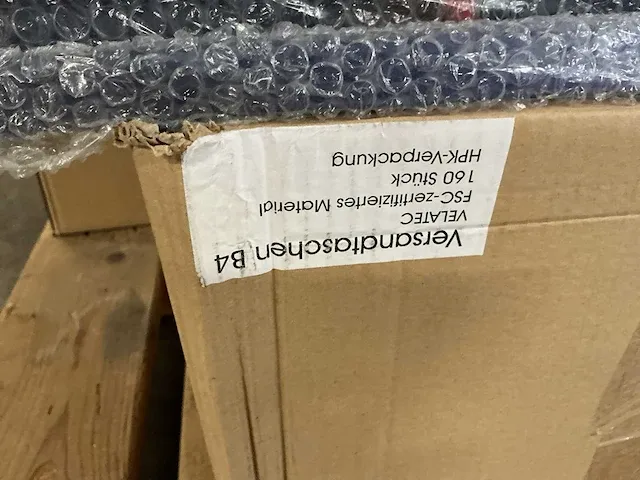 Versandtaschen B4
VELATEC
FSC-zertifiziertes Material
160 Stück
HPK-Verpackung